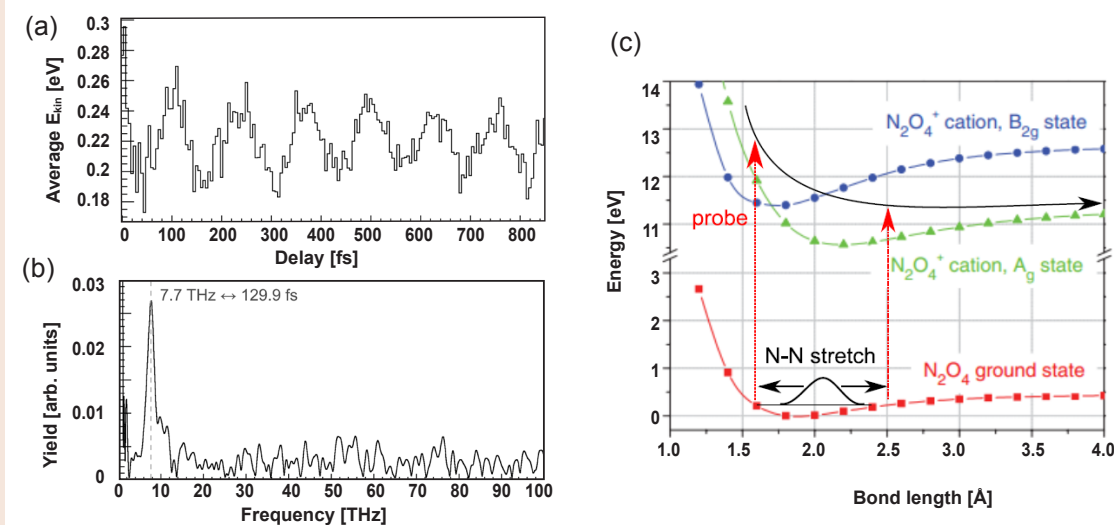 (a)
0.3
0.28
0.26
0.24
0.22
0.20
0.18
Average Ekin [eV]
0 100 200 300 400 500 600 700 800
Delay [fs]
(b)
0.03
0.02
0.01
0
Yield [arb. units]
7.7 THz ↔ 129.9 fs
0 10 20 30 40 50 60 70 80 90 100
Frequency [THz]
(c)
14
13
12
11
3
2
1
0
Energy [eV]
N₂O₄⁺ cation, B₂g state
probe
N₂O₄⁺ cation, Ag state
N-N stretch
N₂O₄ ground state
1.0 1.5 2.0 2.5 3.0 3.5 4.0
Bond length [Å]